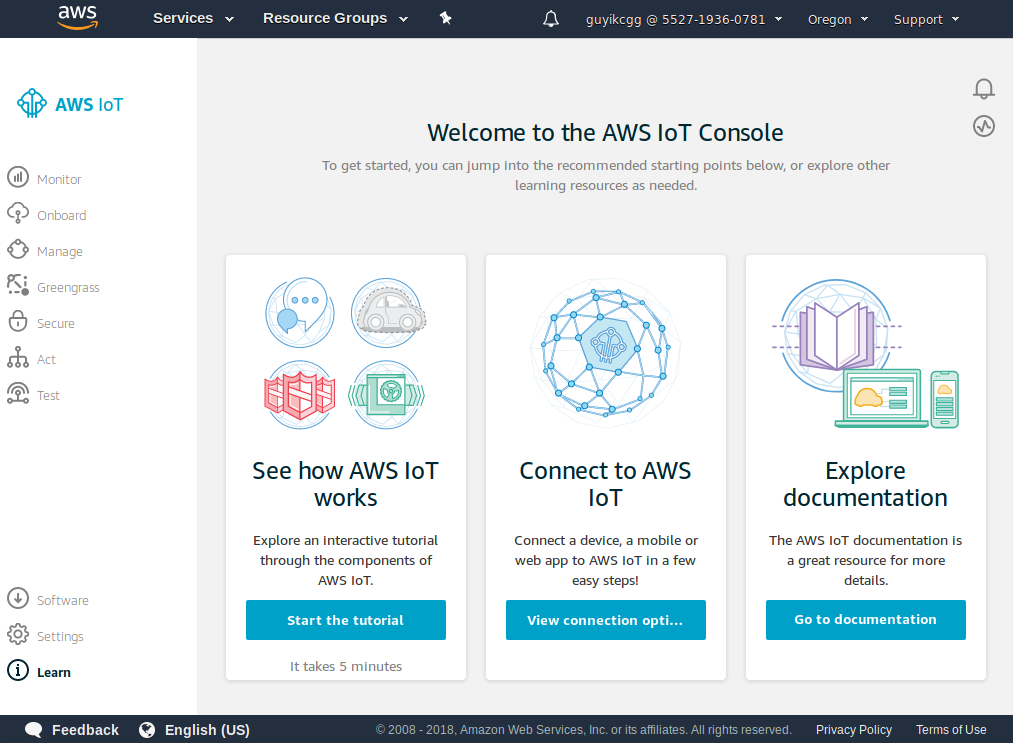 aws
Services
Resource Groups
guyikcgg @ 5527-1936-0781
Oregon
Support
AWS IoT
Monitor
Onboard
Manage
Greengrass
Secure
Act
Test
Software
Settings
Learn
Welcome to the AWS IoT Console
To get started, you can jump into the recommended starting points below, or explore other
learning resources as needed.
See how AWS IoT
works
Explore an interactive tutorial
through the components of
AWS IoT.
Start the tutorial
It takes 5 minutes
Connect to AWS
IoT
Connect a device, a mobile or
web app to AWS IoT in a few
easy steps!
View connection opti...
Explore
documentation
The AWS IoT documentation is
a great resource for more
details.
Go to documentation
Feedback
English (US)
© 2008 - 2018, Amazon Web Services, Inc. or its affiliates. All rights reserved.
Privacy Policy
Terms of Use